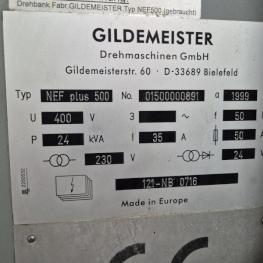 Drehbank Fabr.GILDEMEISTER Typ NEF500 (gebraucht)
GILDEMEISTER
Drehmaschinen GmbH
Gildemeisterstr. 60 · D-33689 Bielefeld
Typ NEF plus 500 No. 01500000891 a 1999
U 400 V 3 ~ f 50
P 24 kVA I 35 A 50 A
230 V 24
121-NB 0716
Made in Europe
CE